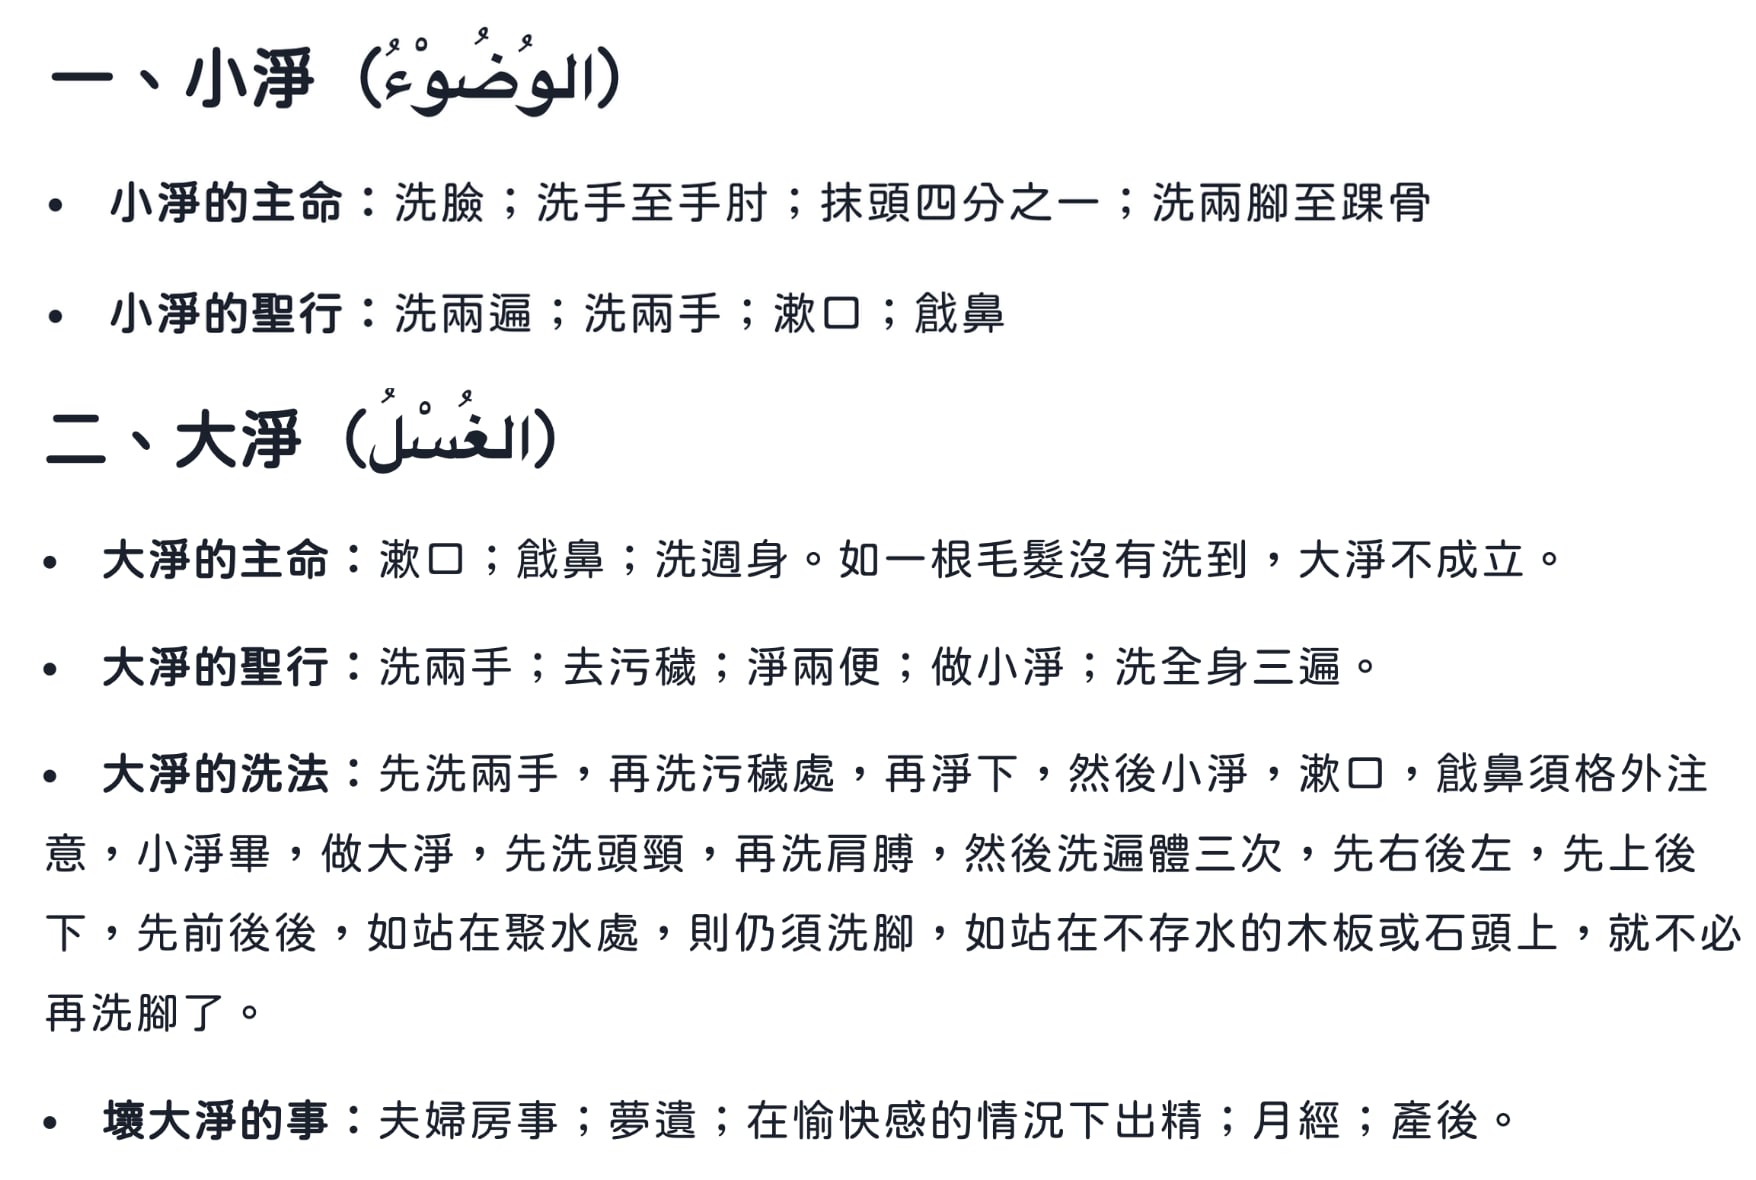 一、小淨（الوُضُوْءُ）
• 小淨的主命：洗臉；洗手至手肘；抹頭四分之一；洗兩腳至踝骨
• 小淨的聖行：洗兩遍；洗兩手；漱口；戧鼻
二、大淨（الغُسْلُ）
• 大淨的主命：漱口；戧鼻；洗週身。如一根毛髮沒有洗到，大淨不成立。
• 大淨的聖行：洗兩手；去污穢；淨兩便；做小淨；洗全身三遍。
• 大淨的洗法：先洗兩手，再洗污穢處，再淨下，然後小淨，漱口，戧鼻須格外注
意，小淨畢，做大淨，先洗頭頸，再洗肩膊，然後洗遍體三次，先右後左，先上後
下，先前後後，如站在聚水處，則仍須洗腳，如站在不存水的木板或石頭上，就不必
再洗腳了。
• 壞大淨的事：夫婦房事；夢遺；在愉快感的情況下出精；月經；產後。